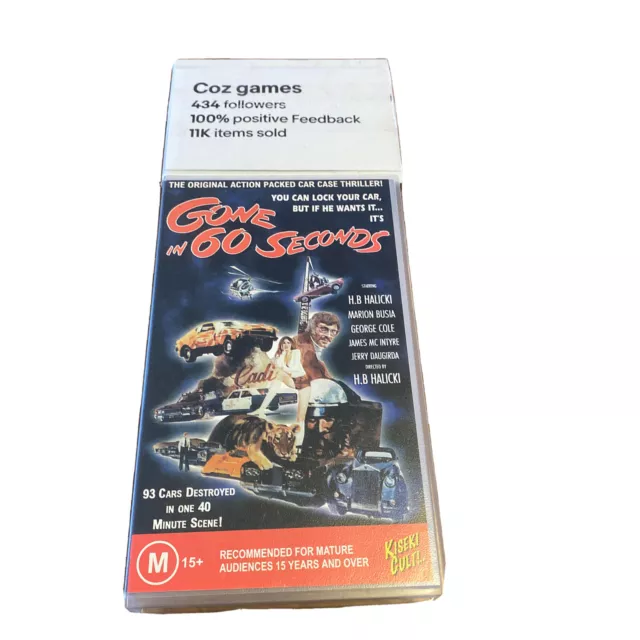 Coz games
434 followers
100% positive Feedback
11K items sold
THE ORIGINAL ACTION PACKED CAR CASE THRILLER!
YOU CAN LOCK YOUR CAR,
BUT IF HE WANTS IT...
IT'S
GONE
IN 60 SECONDS
STARRING
H.B HALICKI
MARION BUSIA
GEORGE COLE
JAMES MC INTYRE
JERRY DAUGIRDA
DIRECTED BY
H.B HALICKI
Cadi
93 CARS DESTROYED
IN ONE 40
MINUTE SCENE!
M 15+
RECOMMENDED FOR MATURE
AUDIENCES 15 YEARS AND OVER
KISEKI
CULT!